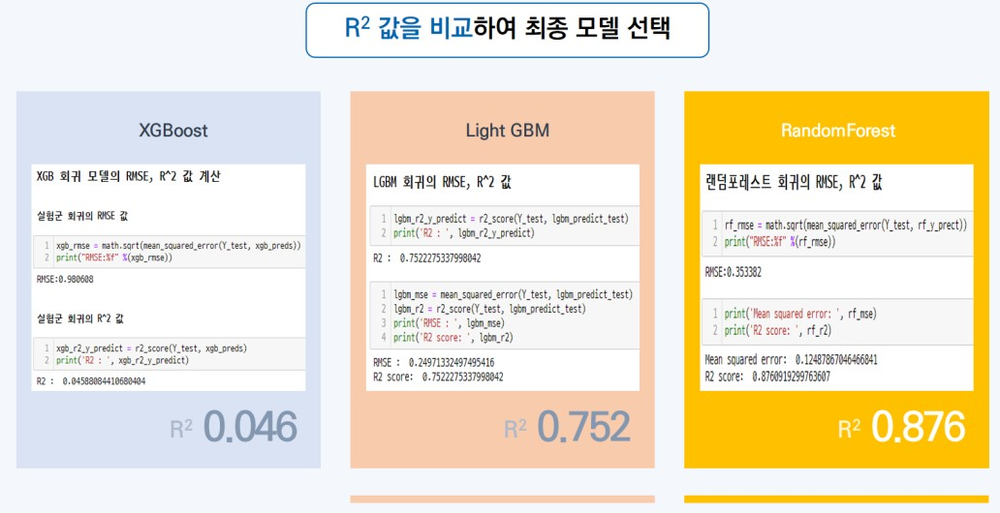 R² 값을 비교하여 최종 모델 선택
XGBoost
XGB 회귀 모델의 RMSE, R^2 값 계산
실험군 회귀의 RMSE 값
1 xgb_rmse = math.sqrt(mean_squared_error(Y_test, xgb_preds))
2 print("RMSE:%f" %(xgb_rmse))
RMSE:0.980608
실험군 회귀의 R^2 값
1 xgb_r2_y_predict = r2_score(Y_test, xgb_preds)
2 print('R2 : ', xgb_r2_y_predict)
R2 : 0.04588084410680404
R² 0.046
Light GBM
LGBM 회귀의 RMSE, R^2 값
1 lgbm_r2_y_predict = r2_score(Y_test, lgbm_predict_test)
2 print('R2 : ', lgbm_r2_y_predict)
R2 : 0.7522275337998042
1 lgbm_mse = mean_squared_error(Y_test, lgbm_predict_test)
2 lgbm_r2 = r2_score(Y_test, lgbm_predict_test)
3 print('RMSE : ', lgbm_mse)
4 print('R2 score: ', lgbm_r2)
RMSE : 0.24971332497495416
R2 score: 0.7522275337998042
R² 0.752
RandomForest
랜덤포레스트 회귀의 RMSE, R^2 값
1 rf_rmse = math.sqrt(mean_squared_error(Y_test, rf_y_prect))
2 print("RMSE:%f" %(rf_rmse))
RMSE:0.353382
1 print('Mean squared error: ', rf_mse)
2 print('R2 score: ', rf_r2)
Mean squared error: 0.12487867046466841
R2 score: 0.8760919299763607
R² 0.876